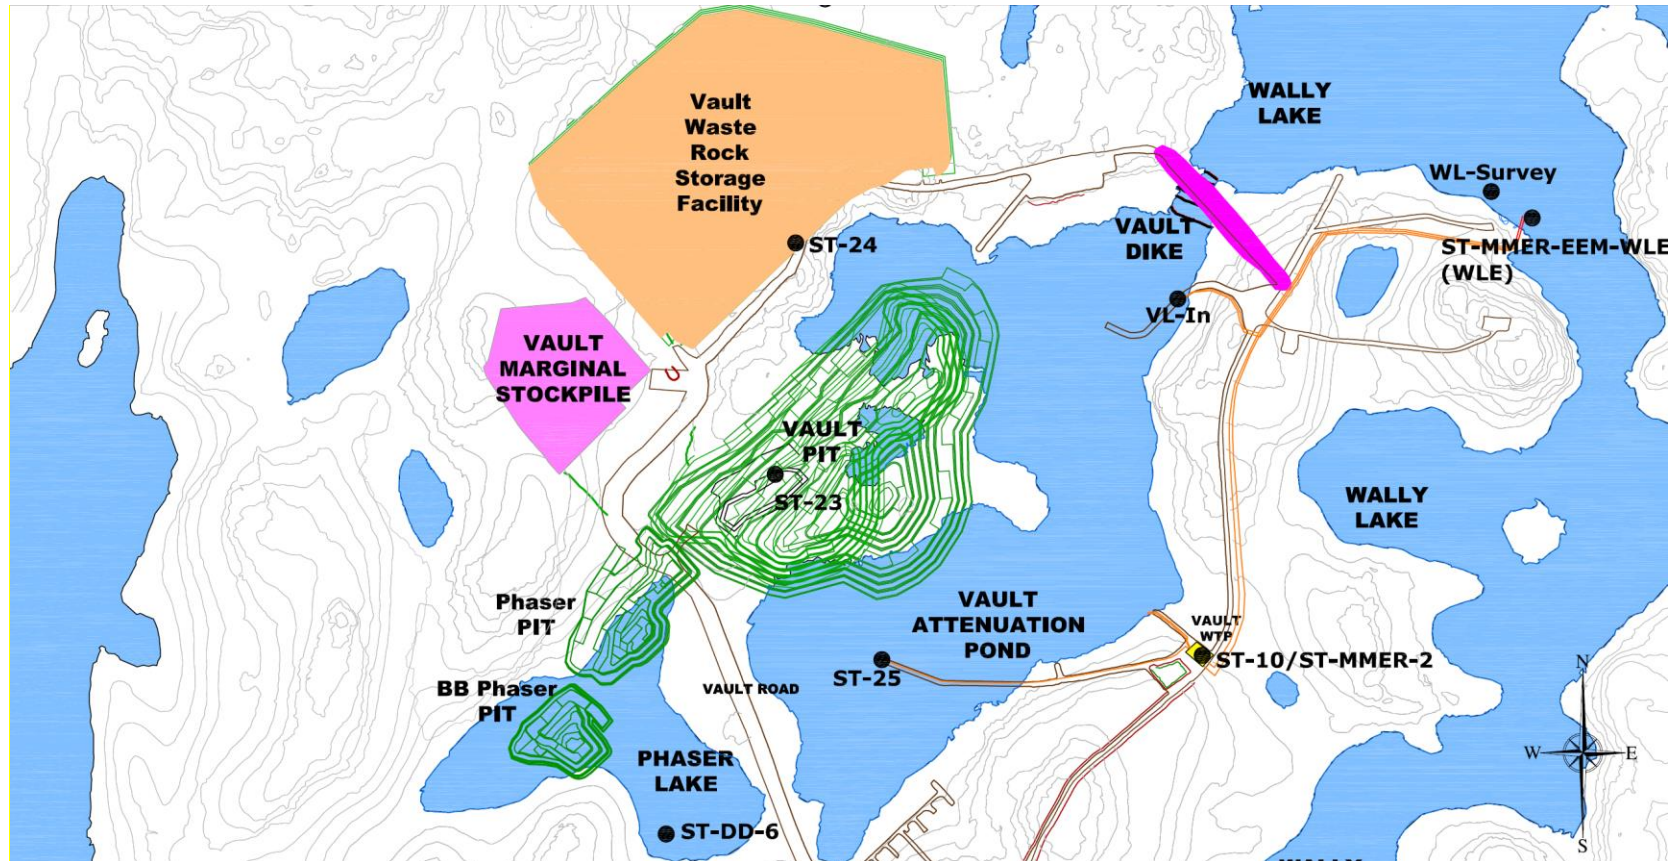 Vault
Waste
Rock
Storage
Facility
WALLY
LAKE
WL-Survey
VAULT
DIKE
ST-MMER-EEM-WLE
(WLE)
ST-24
VL-In
VAULT
MARGINAL
STOCKPILE
VAULT
PIT
ST-23
WALLY
LAKE
Phaser
PIT
VAULT
ATTENUATION
POND
VAULT
WTP
ST-10/ST-MMER-2
ST-25
BB Phaser
PIT
VAULT ROAD
PHASER
LAKE
ST-DD-6
N
W
E
S
WALLY